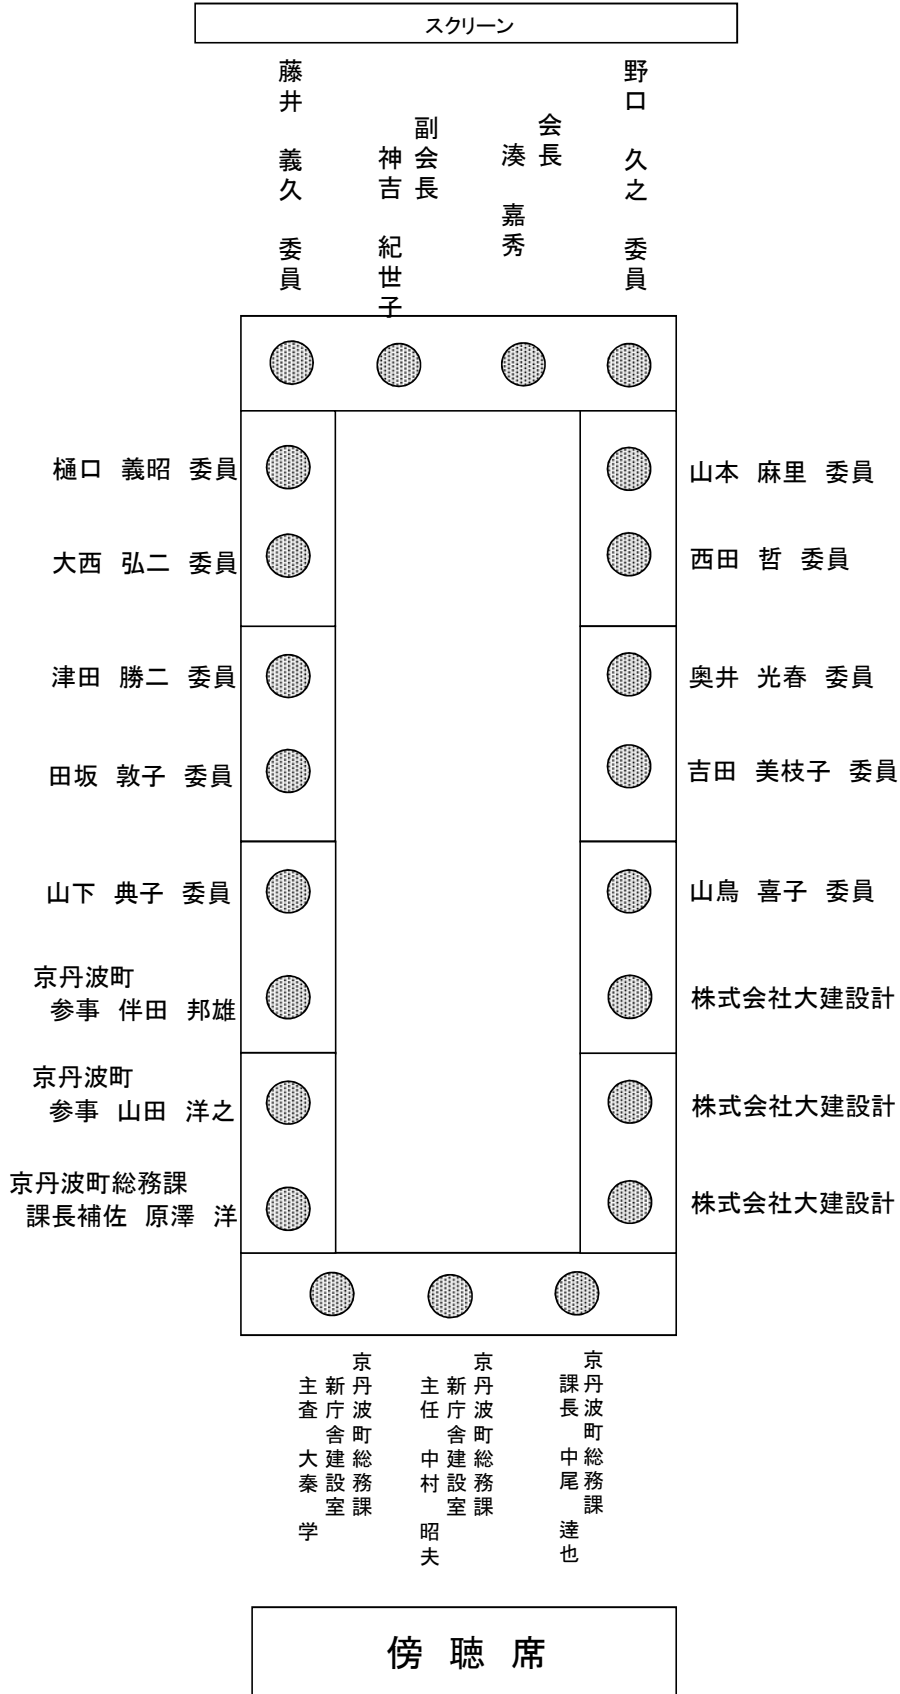 スクリーン
野口 久之 委員
会長
湊 嘉秀
副会長
神吉 紀世子
藤井 義久 委員
樋口 義昭 委員
山本 麻里 委員
大西 弘二 委員
西田 哲 委員
津田 勝二 委員
奥井 光春 委員
田坂 敦子 委員
吉田 美枝子 委員
山下 典子 委員
山鳥 喜子 委員
京丹波町
参事 伴田 邦雄
株式会社大建設計
京丹波町
参事 山田 洋之
株式会社大建設計
京丹波町総務課
課長補佐 原澤 洋
株式会社大建設計
京丹波町総務課
課長 中尾 達也
京丹波町総務課
新庁舎建設室
主任 中村 昭夫
京丹波町総務課
新庁舎建設室
主査 大秦 学
傍聴席